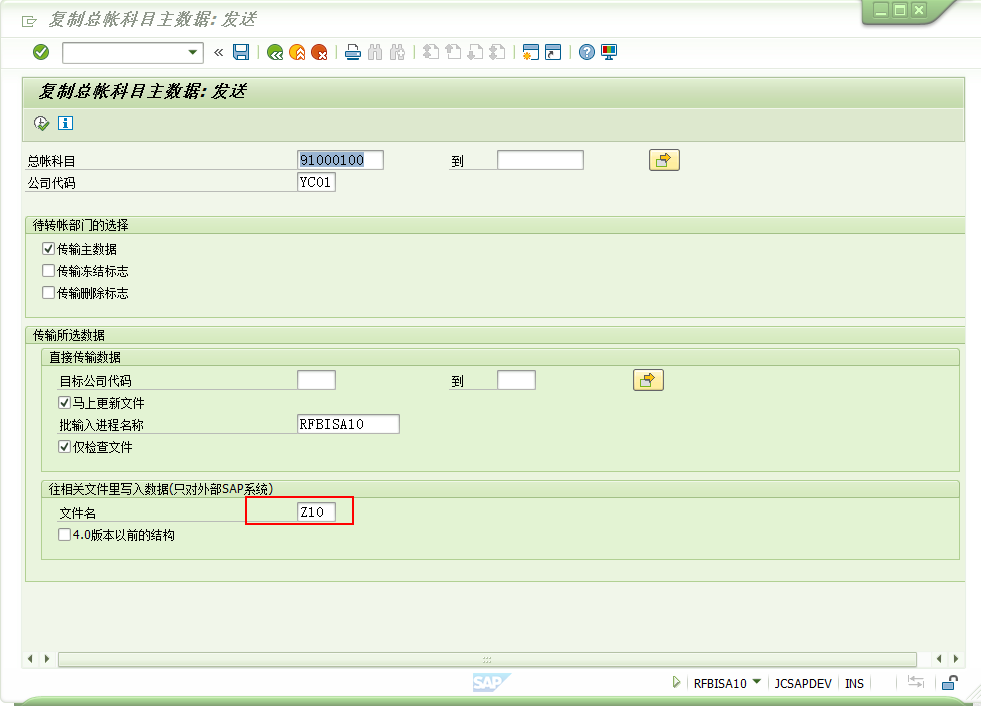 复制总帐科目主数据: 发送
«
复制总帐科目主数据: 发送
总帐科目 91000100 到
公司代码 YC01
待转帐部门的选择
传输主数据
传输冻结标志
传输删除标志
传输所选数据
直接传输数据
目标公司代码 到
马上更新文件
批输入进程名称 RFBISA10
仅检查文件
往相关文件里写入数据(只对外部SAP系统)
文件名 Z10
4.0版本以前的结构
SAP
RFBISA10 JCSAPDEV INS